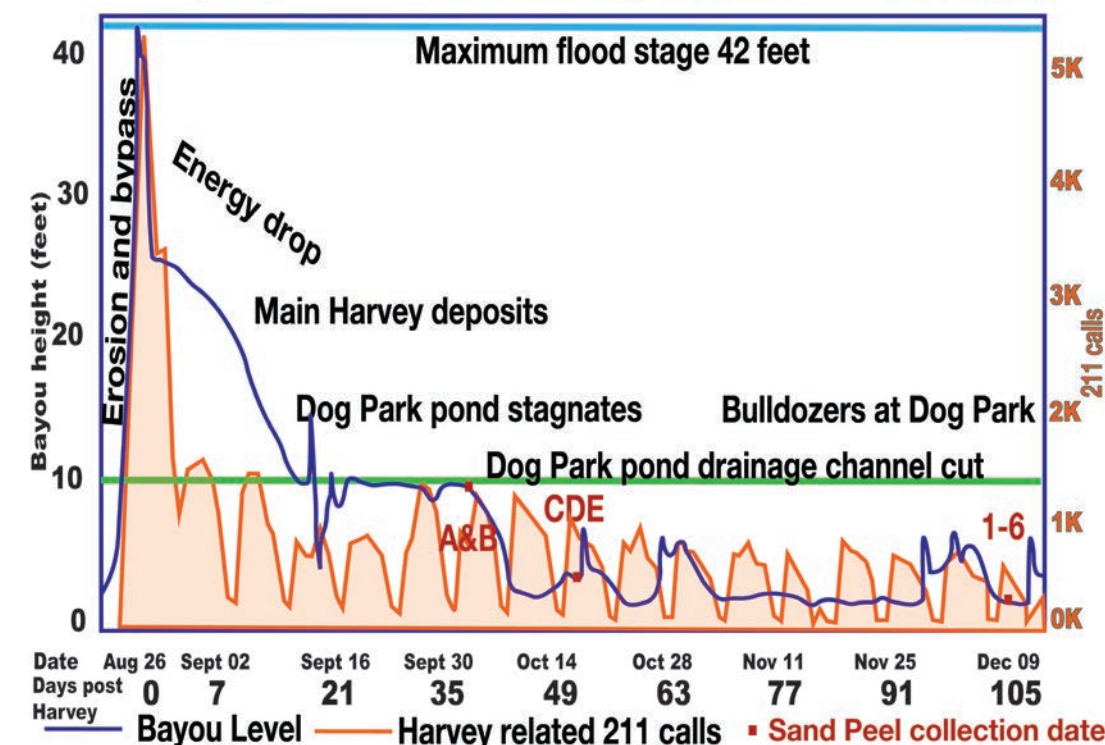 Maximum flood stage 42 feet
40
30
20
10
0
Bayou height (feet)
Erosion and bypass
Energy drop
Main Harvey deposits
Dog Park pond stagnates
Bulldozers at Dog Park
Dog Park pond drainage channel cut
A&B
CDE
1-6
5K
4K
3K
2K
1K
0K
211 calls
Date Aug 26 Sept 02 Sept 16 Sept 30 Oct 14 Oct 28 Nov 11 Nov 25 Dec 09
Days post 0 7 21 35 49 63 77 91 105
Harvey
Bayou Level Harvey related 211 calls Sand Peel collection date